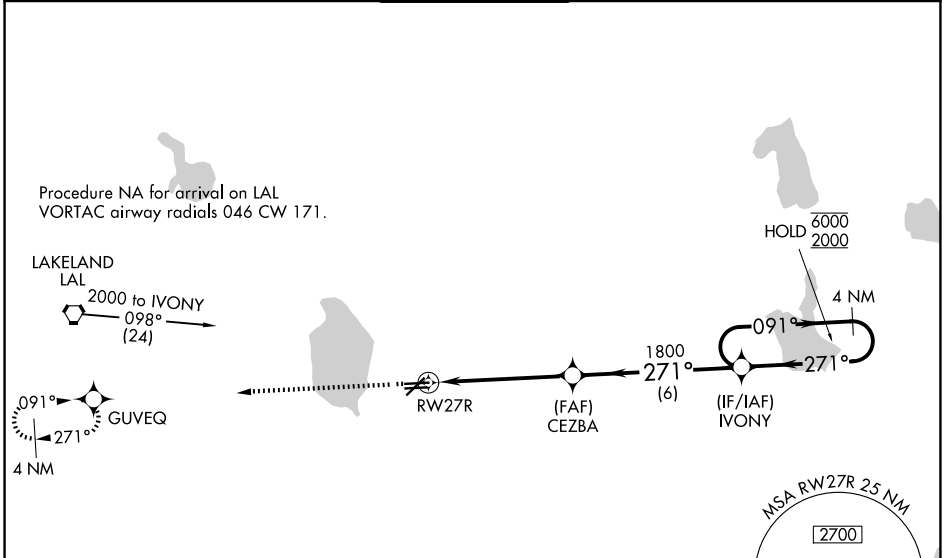 Procedure NA for arrival on LAL
VORTAC airway radials 046 CW 171.
HOLD 6000
2000
LAKELAND
LAL
2000 to IVONY
098°
(24)
4 NM
091°
271°
1800
271°
(6)
(IF/IAF)
IVONY
(FAF)
CEZBA
RW27R
091°
GUVEQ
271°
4 NM
MSA RW27R 25 NM
2700